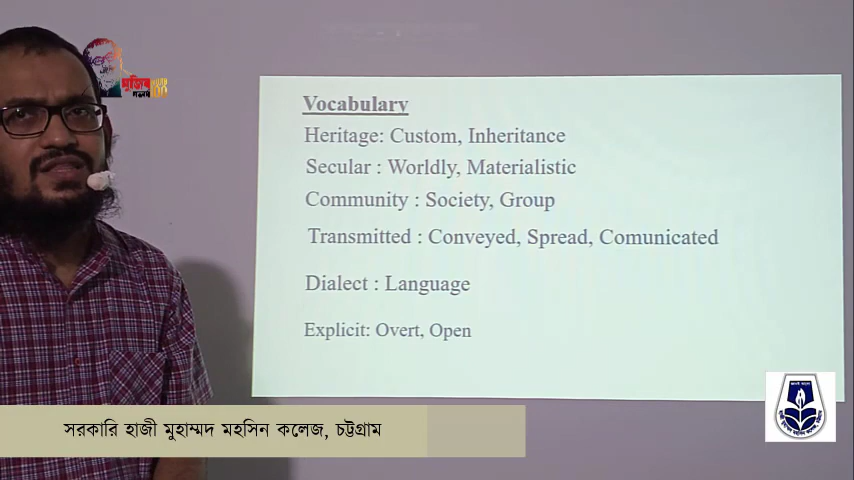 মুজিব
Vocabulary
Heritage: Custom, Inheritance
Secular : Worldly, Materialistic
Community : Society, Group
Transmitted : Conveyed, Spread, Comunicated
Dialect : Language
Explicit: Overt, Open
সরকারি হাজী মুহাম্মদ মহসিন কলেজ, চট্টগ্রাম